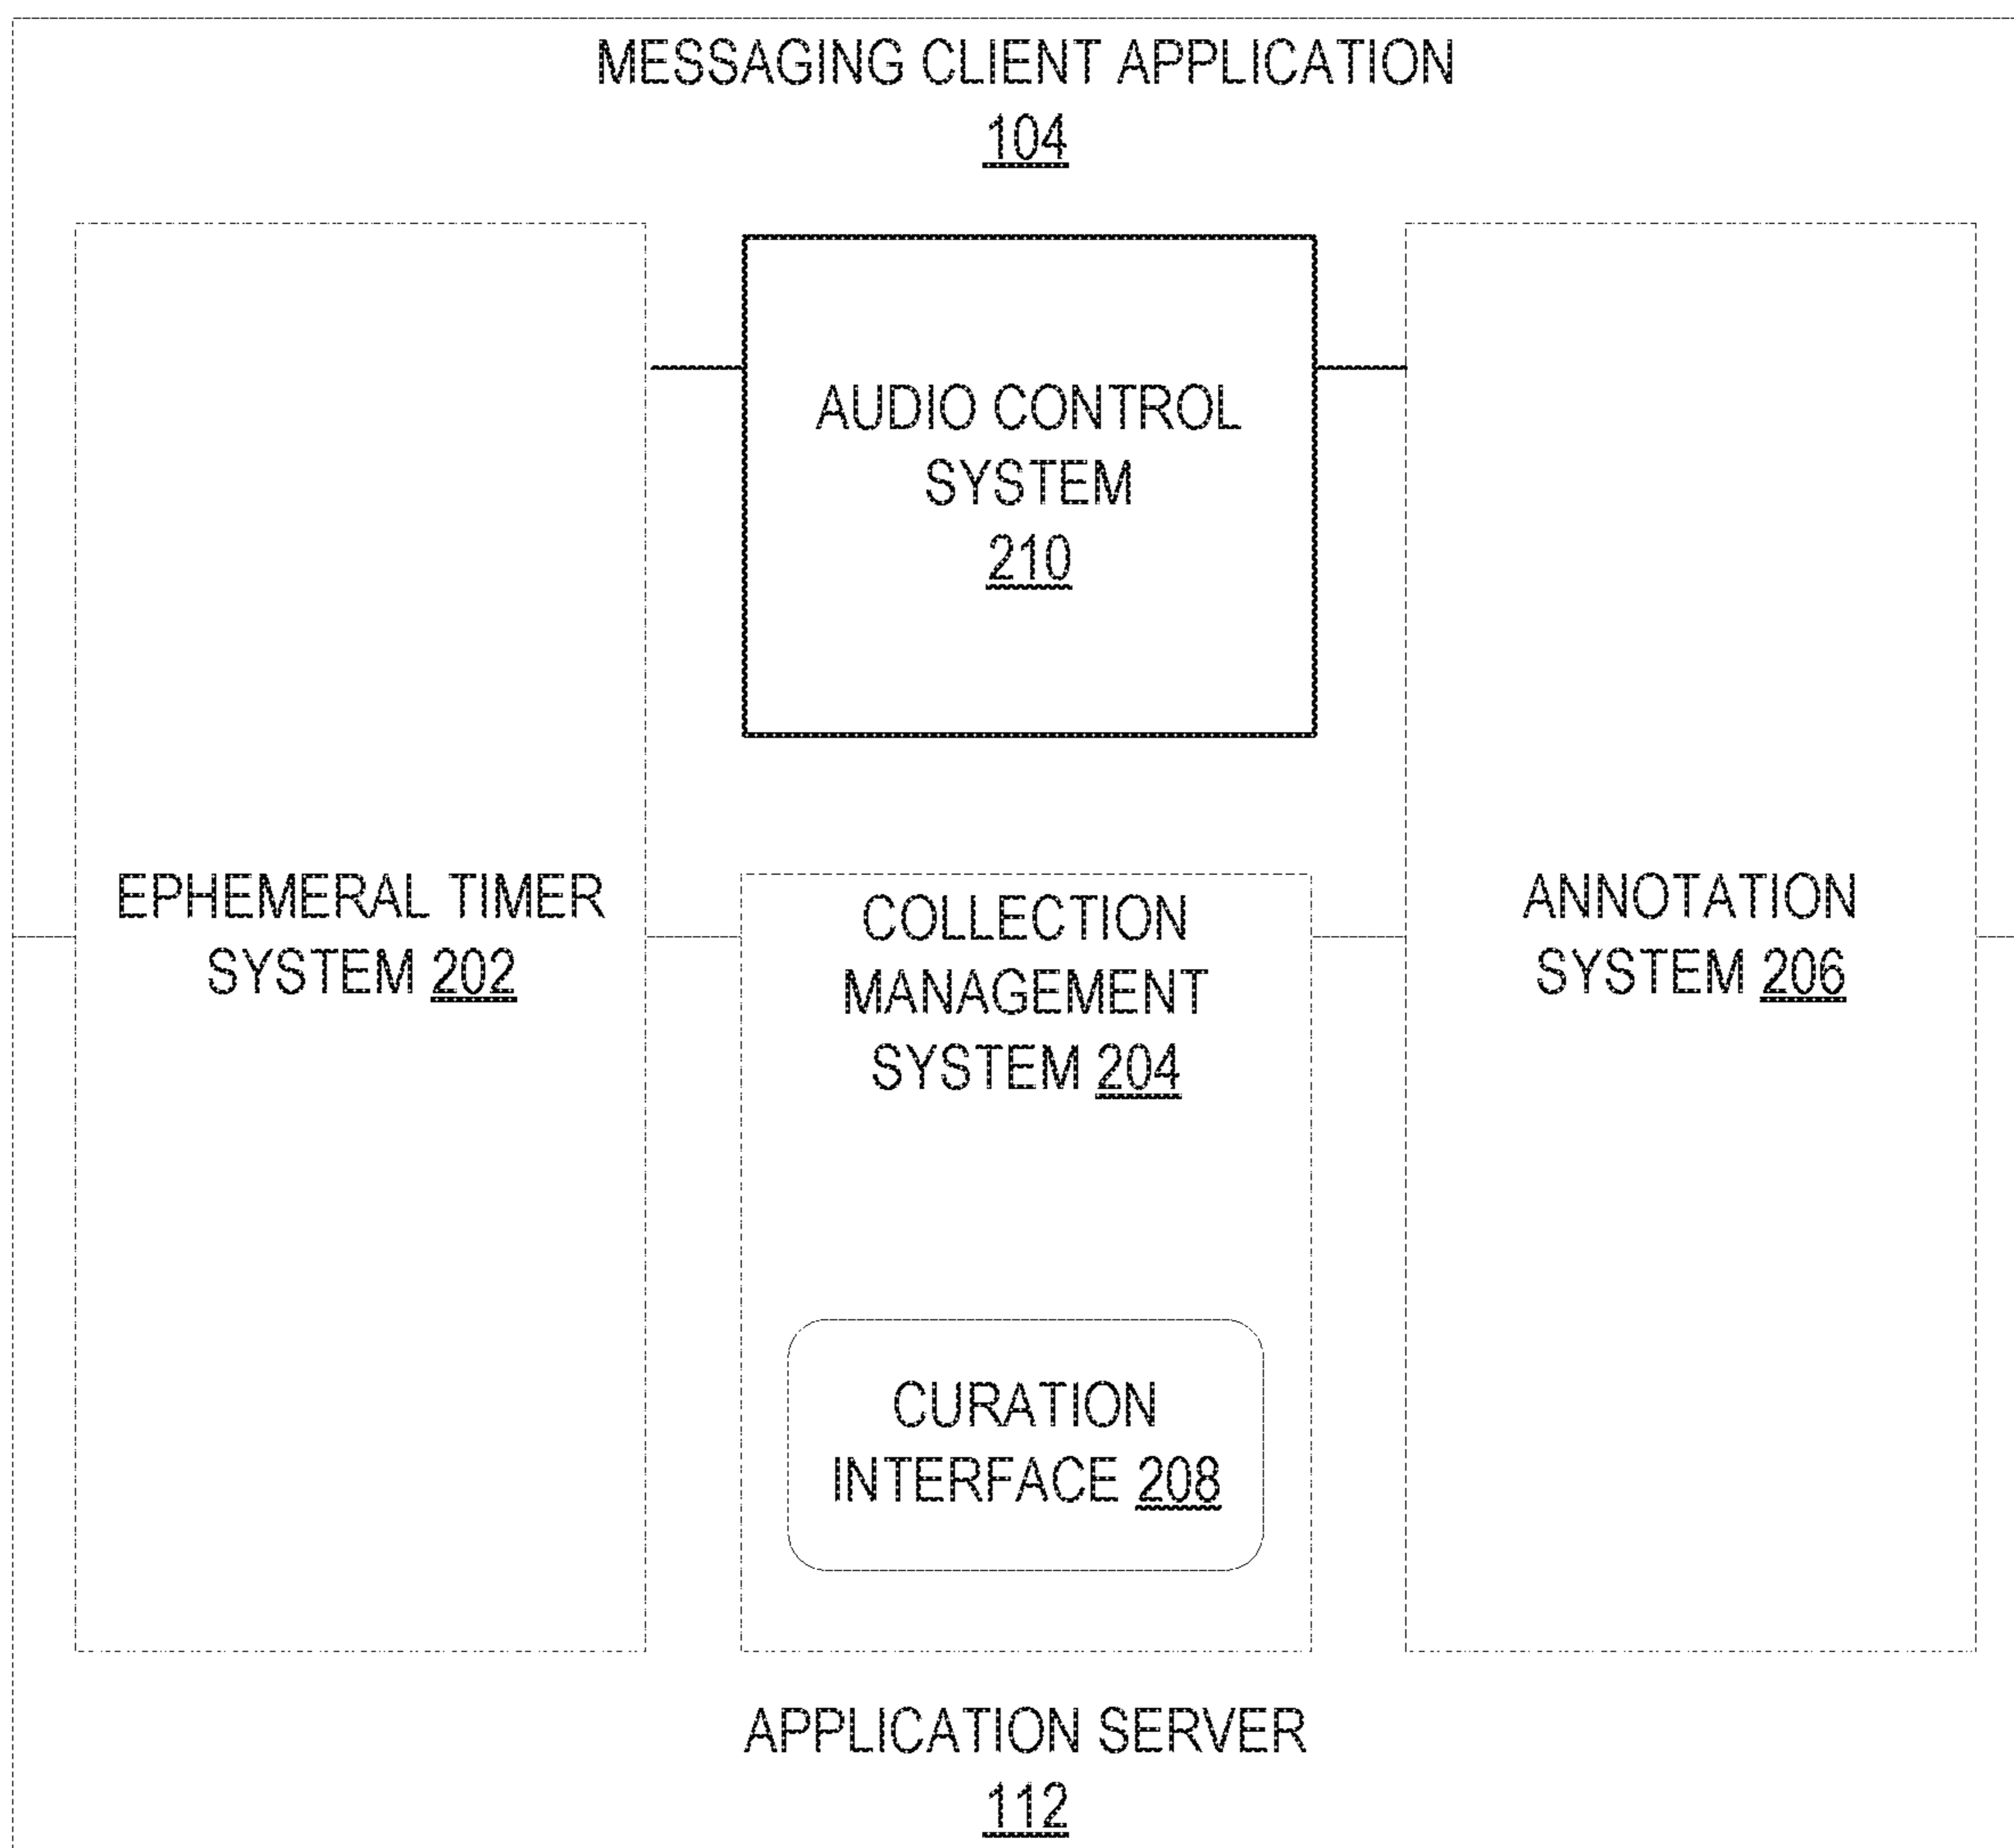 MESSAGING CLIENT APPLICATION
104
AUDIO CONTROL
SYSTEM
210
EPHEMERAL TIMER
SYSTEM 202
COLLECTION
MANAGEMENT
SYSTEM 204
ANNOTATION
SYSTEM 206
CURATION
INTERFACE 208
APPLICATION SERVER
112